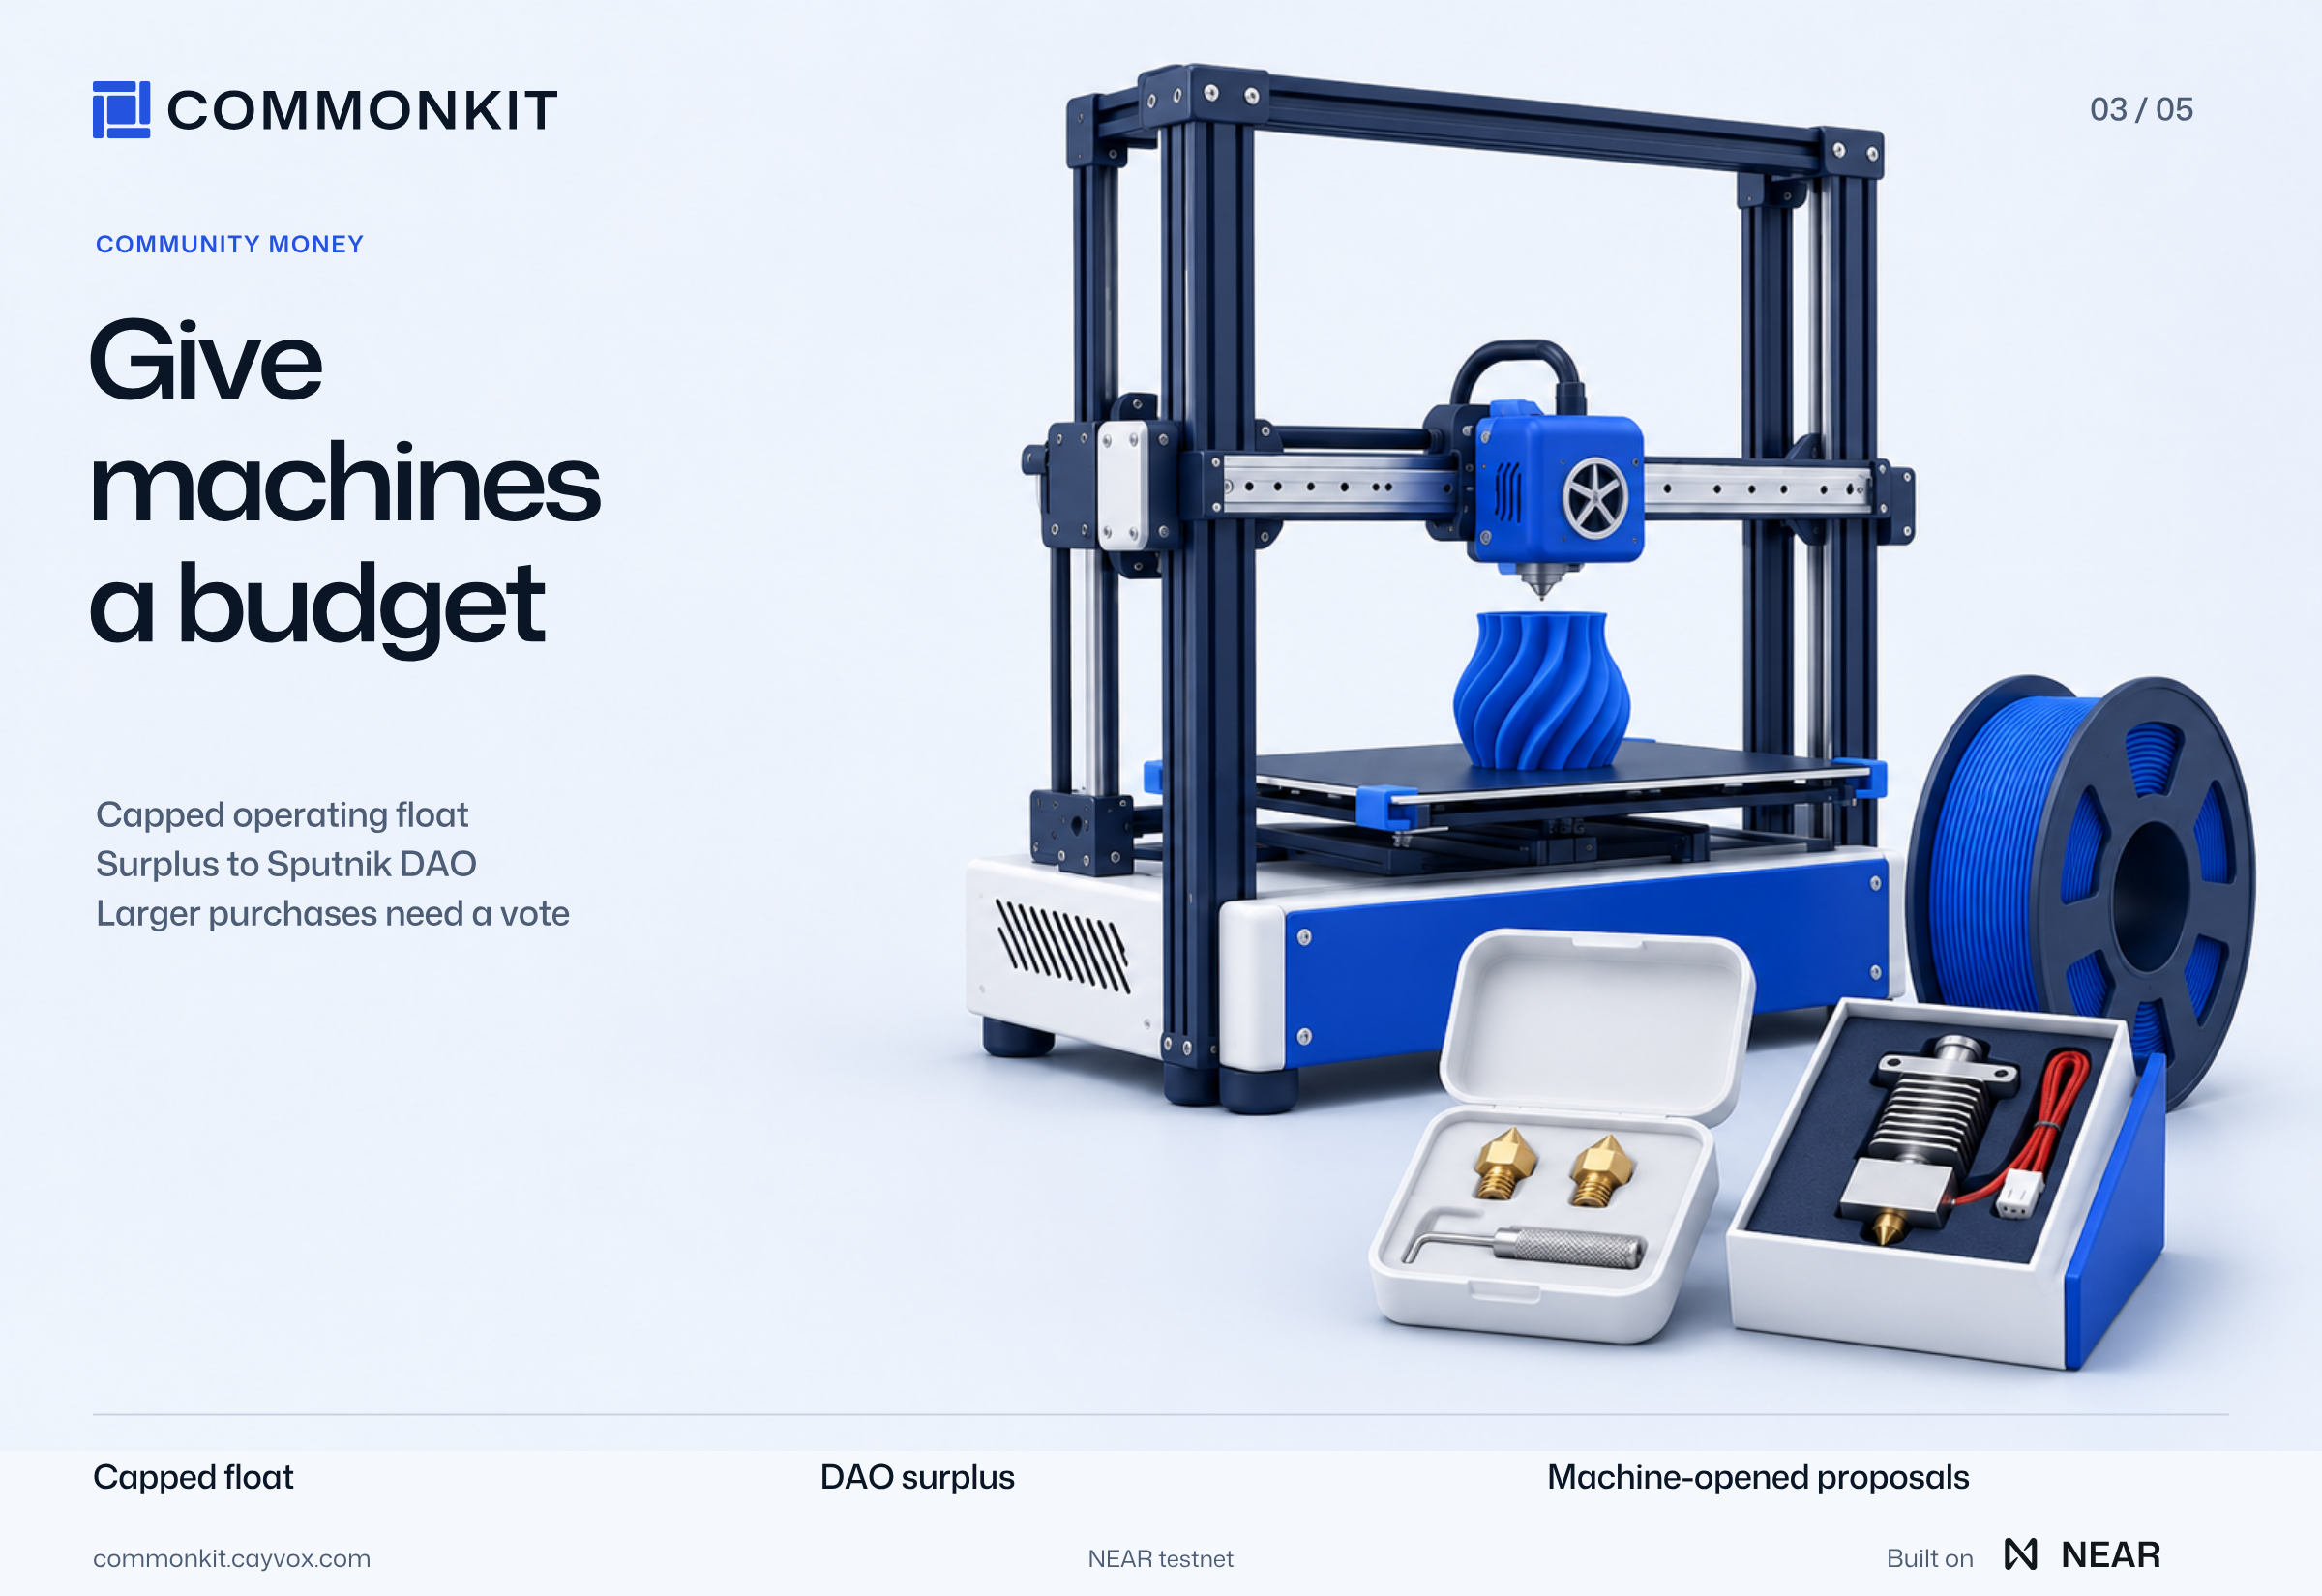 COMMONKIT
03 / 05
COMMUNITY MONEY
Give
machines
a budget
Capped operating float
Surplus to Sputnik DAO
Larger purchases need a vote
Capped float
DAO surplus
Machine-opened proposals
commonkit.cayvox.com
NEAR testnet
Built on NEAR